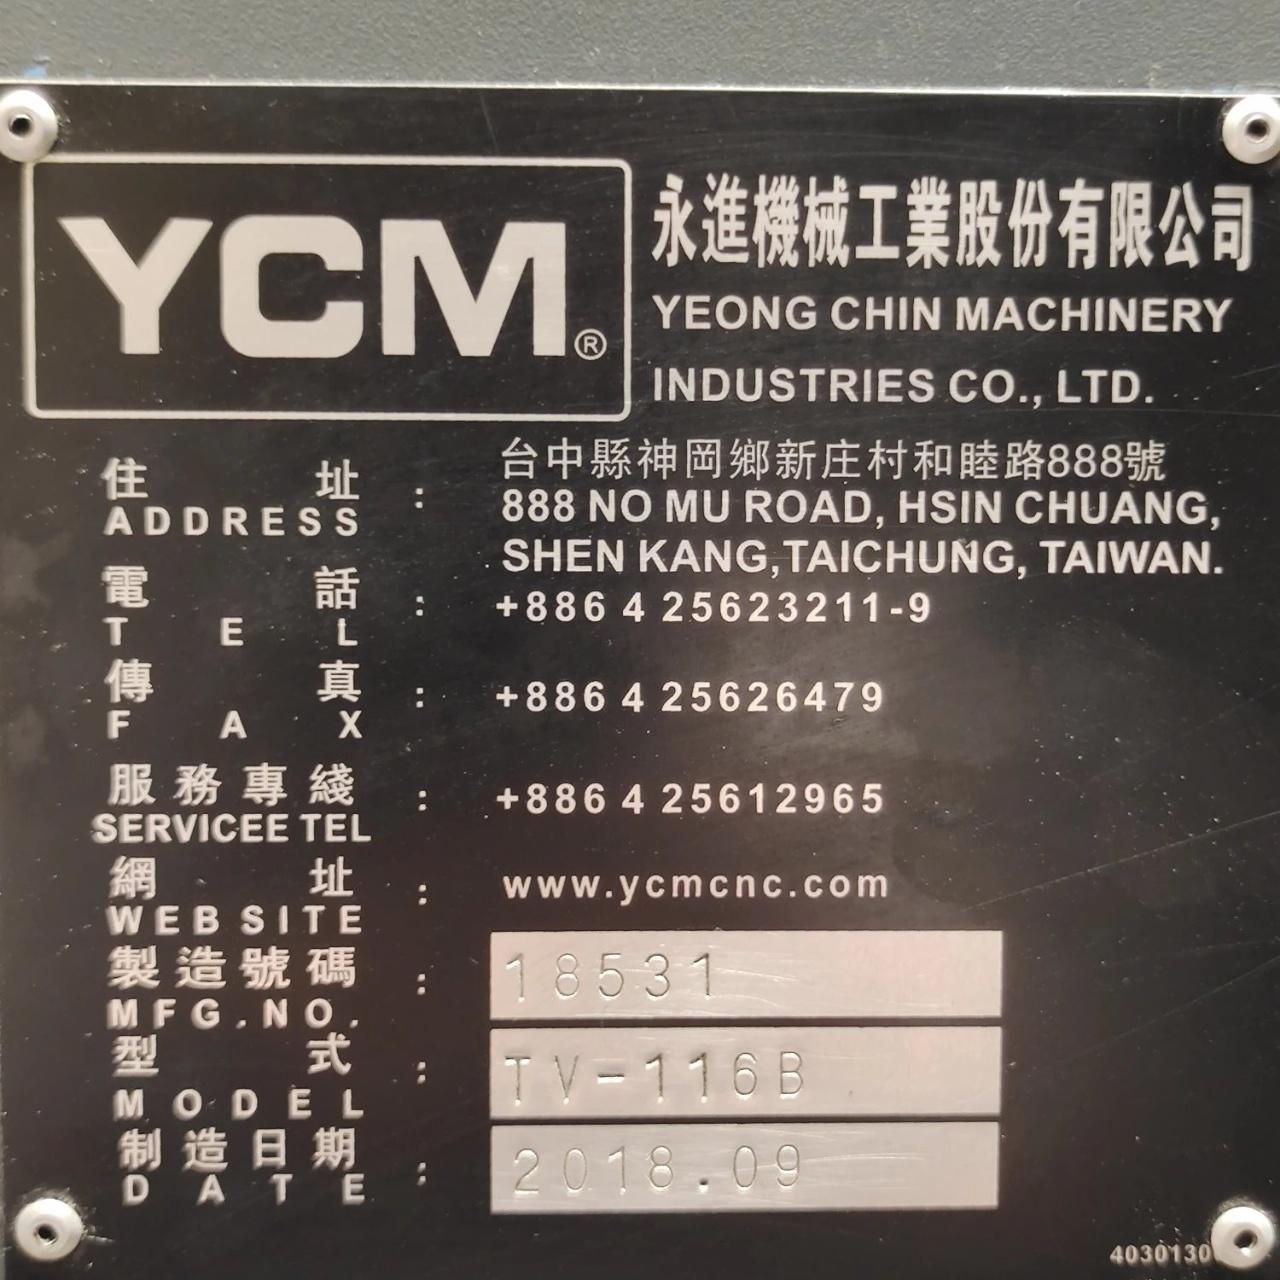 YCM®
永進機械工業股份有限公司
YEONG CHIN MACHINERY
INDUSTRIES CO., LTD.
住址 : 台中縣神岡鄉新庄村和睦路888號
ADDRESS 888 NO MU ROAD, HSIN CHUANG,
SHEN KANG,TAICHUNG, TAIWAN.
電話 : +886 4 25623211-9
TEL
傳真 : +886 4 25626479
FAX
服務專綫 : +886 4 25612965
SERVICEE TEL
網址 : www.ycmcnc.com
WEBSITE
製造號碼 : 18531
MFG.NO.
型式 : TV-116B
MODEL
制造日期 : 2018.09
DATE
4030130